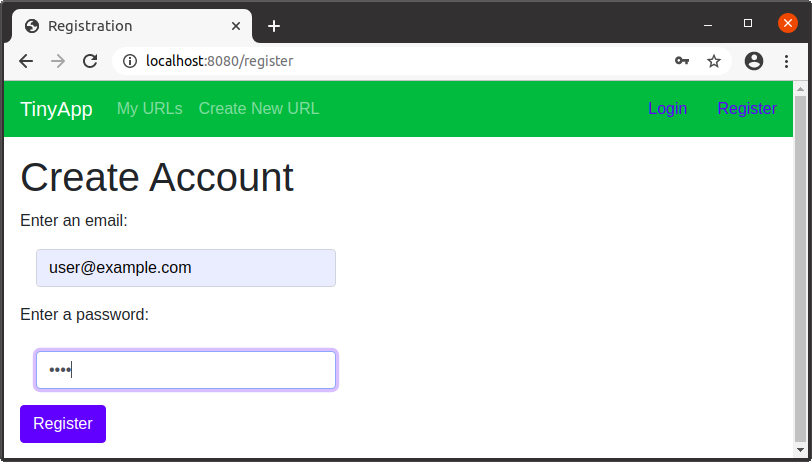 Registration
localhost:8080/register
TinyApp My URLs Create New URL Login Register
Create Account
Enter an email:
user@example.com
Enter a password:
••••
Register